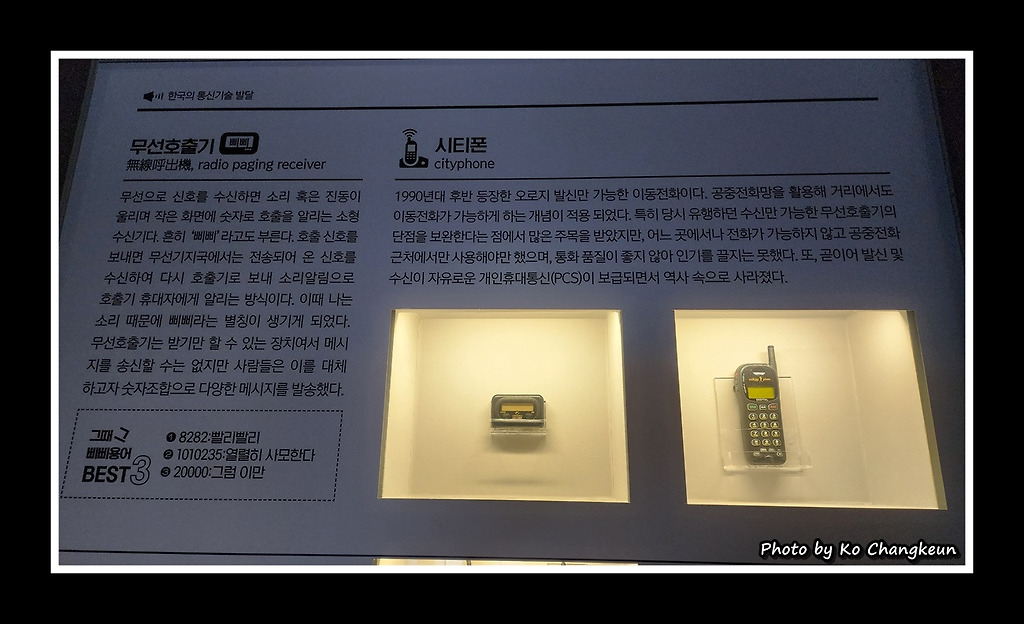 한국의 통신기술 발달
무선호출기 삐삐
無線呼出機, radio paging receiver
무선으로 신호를 수신하면 소리 혹은 진동이
울리며 작은 화면에 숫자로 호출을 알리는 소형
수신기다. 흔히 '삐삐'라고도 부른다. 호출 신호를
보내면 무선기지국에서는 전송되어 온 신호를
수신하여 다시 호출기로 보내 소리알림으로
호출기 휴대자에게 알리는 방식이다. 이때 나는
소리 때문에 삐삐라는 별칭이 생기게 되었다.
무선호출기는 받기만 할 수 있는 장치여서 메시
지를 송신할 수는 없지만 사람들은 이를 대체
하고자 숫자조합으로 다양한 메시지를 발송했다.
그때
삐삐용어
BEST 3
❶ 8282:빨리빨리
❷ 1010235:열렬히 사모한다
❸ 20000:그럼 이만
시티폰
cityphone
1990년대 후반 등장한 오로지 발신만 가능한 이동전화이다. 공중전화망을 활용해 거리에서도
이동전화가 가능하게 하는 개념이 적용 되었다. 특히 당시 유행하던 수신만 가능한 무선호출기의
단점을 보완한다는 점에서 많은 주목을 받았지만, 어느 곳에서나 전화가 가능하지 않고 공중전화
근처에서만 사용해야만 했으며, 통화 품질이 좋지 않아 인기를 끌지는 못했다. 또, 곧이어 발신 및
수신이 자유로운 개인휴대통신(PCS)이 보급되면서 역사 속으로 사라졌다.
Photo by Ko Changkeun